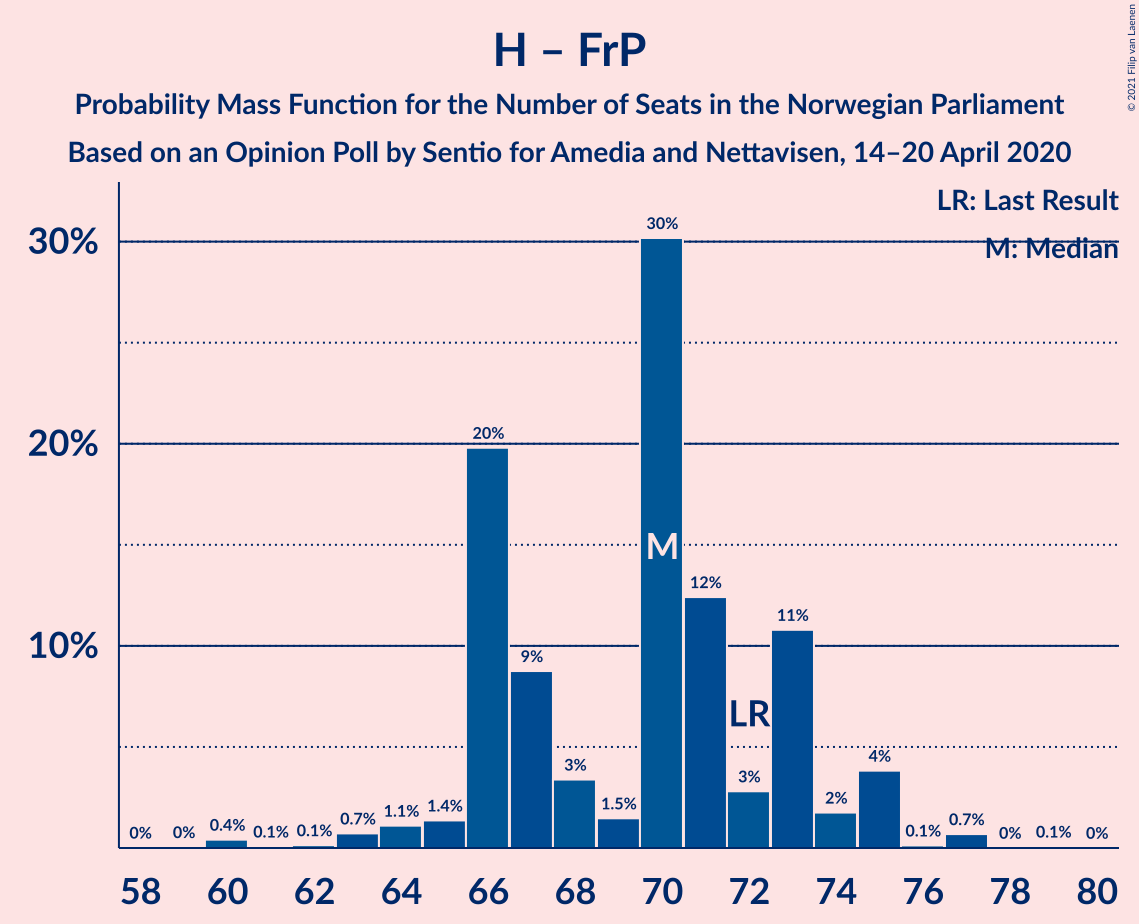 H – FrP
Probability Mass Function for the Number of Seats in the Norwegian Parliament
Based on an Opinion Poll by Sentio for Amedia and Nettavisen, 14–20 April 2020
© 2021 Filip van Laenen
LR: Last Result
M: Median
30%
20%
10%
0%
0%
0.4%
0.1%
0.1%
0.7%
1.1%
1.4%
20%
9%
3%
1.5%
30%
M
12%
3%
LR
11%
2%
4%
0.1%
0.7%
0%
0.1%
0%
58 60 62 64 66 68 70 72 74 76 78 80